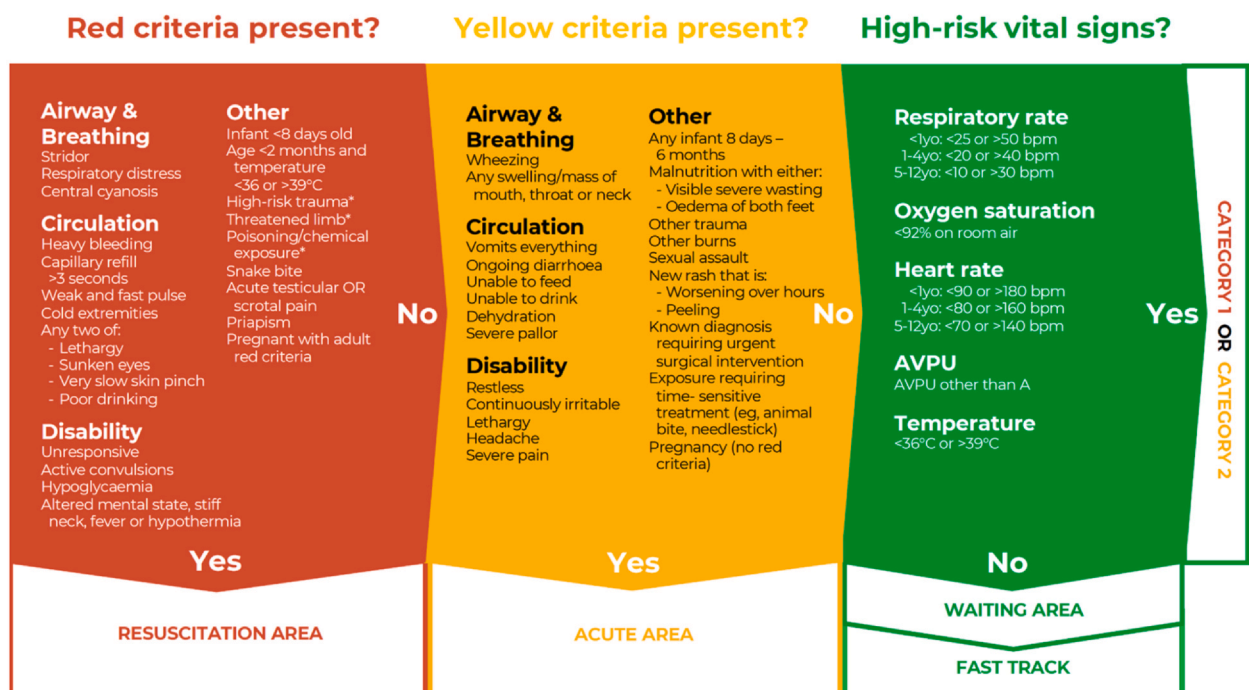 Red criteria present?
Airway &
Breathing
Stridor
Respiratory distress
Central cyanosis
Circulation
Heavy bleeding
Capillary refill
>3 seconds
Weak and fast pulse
Cold extremities
Any two of:
- Lethargy
- Sunken eyes
- Very slow skin pinch
- Poor drinking
Disability
Unresponsive
Active convulsions
Hypoglycaemia
Altered mental state, stiff
neck, fever or hypothermia
Other
Infant <8 days old
Age <2 months and
temperature
<36 or >39°C
High-risk trauma*
Threatened limb*
Poisoning/chemical
exposure*
Snake bite
Acute testicular OR
scrotal pain
Priapism
Pregnant with adult
red criteria
No
Yes
RESUSCITATION AREA
Yellow criteria present?
Airway &
Breathing
Wheezing
Any swelling/mass of
mouth, throat or neck
Circulation
Vomits everything
Ongoing diarrhoea
Unable to feed
Unable to drink
Dehydration
Severe pallor
Disability
Restless
Continuously irritable
Lethargy
Headache
Severe pain
Other
Any infant 8 days –
6 months
Malnutrition with either:
- Visible severe wasting
- Oedema of both feet
Other trauma
Other burns
Sexual assault
New rash that is:
- Worsening over hours
- Peeling
Known diagnosis
requiring urgent
surgical intervention
Exposure requiring
time- sensitive
treatment (eg, animal
bite, needlestick)
Pregnancy (no red
criteria)
No
Yes
ACUTE AREA
High-risk vital signs?
Respiratory rate
<1yo: <25 or >50 bpm
1-4yo: <20 or >40 bpm
5-12yo: <10 or >30 bpm
Oxygen saturation
<92% on room air
Heart rate
<1yo: <90 or >180 bpm
1-4yo: <80 or >160 bpm
5-12yo: <70 or >140 bpm
AVPU
AVPU other than A
Temperature
<36°C or >39°C
Yes
No
WAITING AREA
FAST TRACK
CATEGORY 1 OR CATEGORY 2